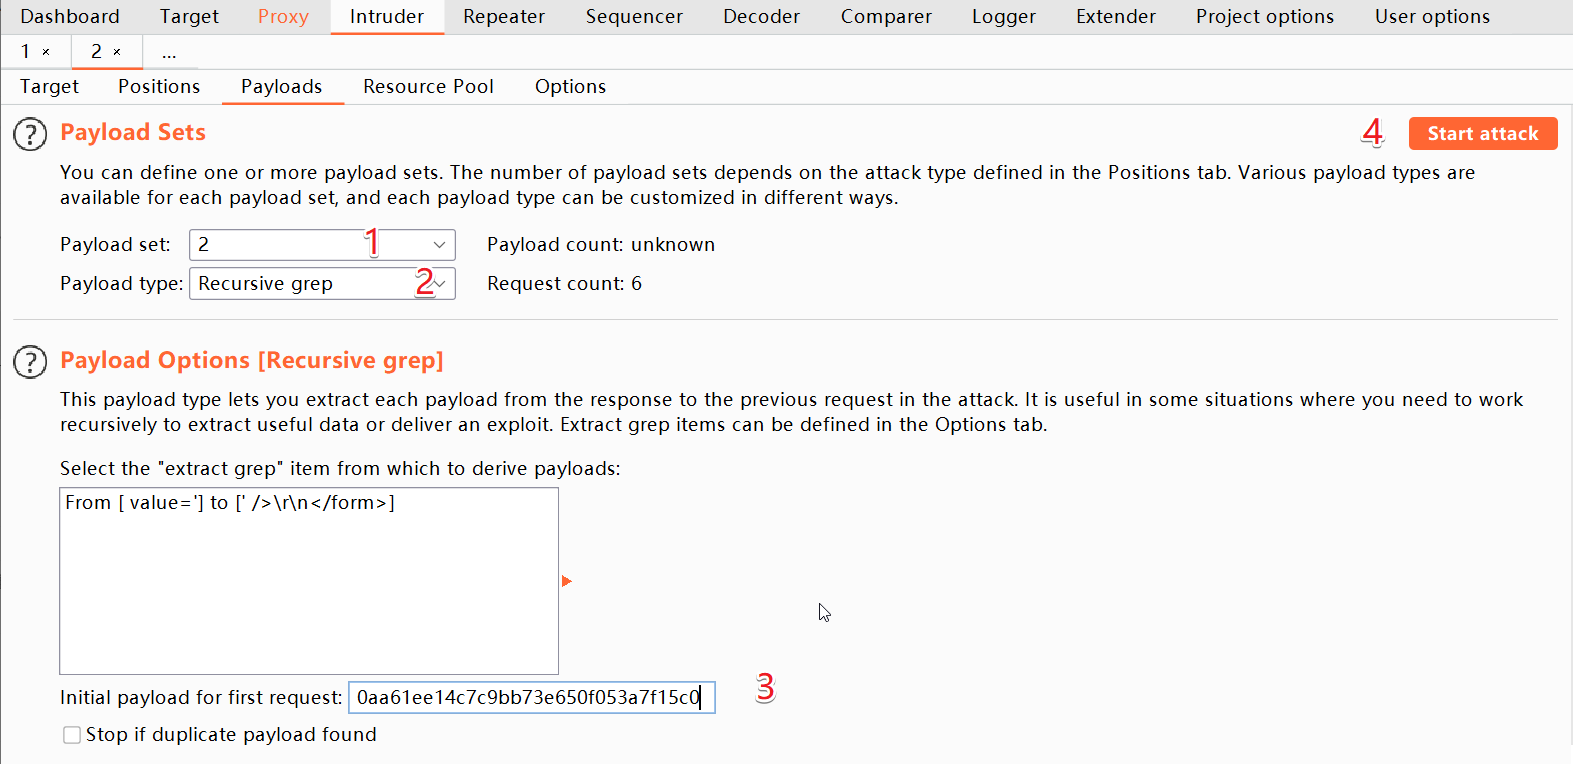 Dashboard Target Proxy Intruder Repeater Sequencer Decoder Comparer Logger Extender Project options User options
1 × 2 × ...
Target Positions Payloads Resource Pool Options
? Payload Sets 4 Start attack
You can define one or more payload sets. The number of payload sets depends on the attack type defined in the Positions tab. Various payload types are
available for each payload set, and each payload type can be customized in different ways.
Payload set: 2 1 Payload count: unknown
Payload type: Recursive grep 2 Request count: 6
? Payload Options [Recursive grep]
This payload type lets you extract each payload from the response to the previous request in the attack. It is useful in some situations where you need to work
recursively to extract useful data or deliver an exploit. Extract grep items can be defined in the Options tab.
Select the "extract grep" item from which to derive payloads:
From [ value='] to [' />\r\n</form>]
Initial payload for first request: 0aa61ee14c7c9bb73e650f053a7f15c0 3
Stop if duplicate payload found